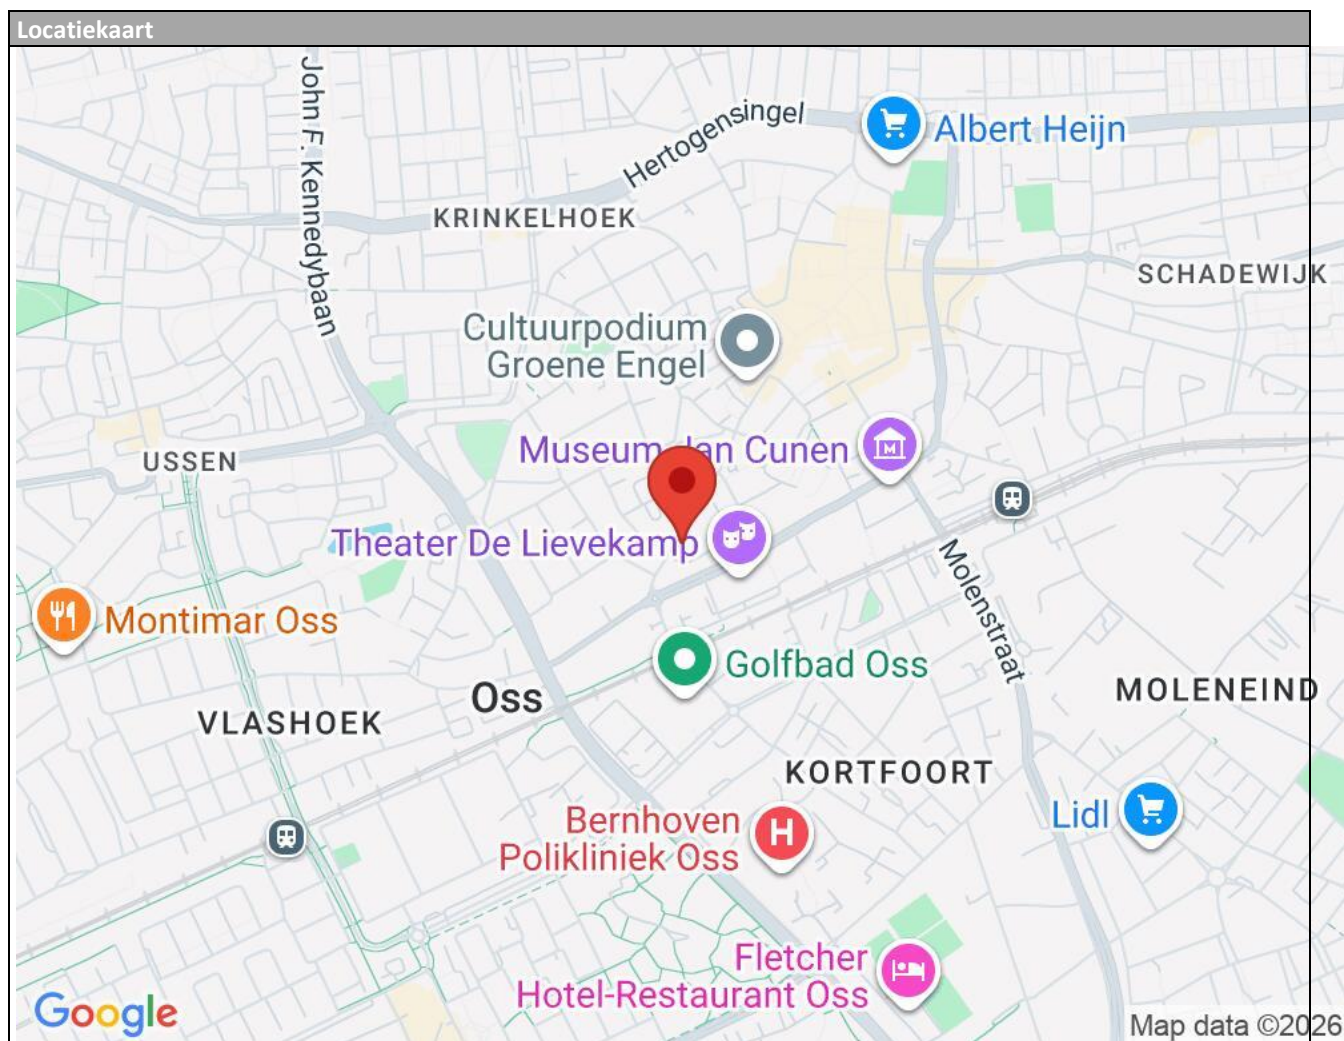 Locatiekaart
John F. Kennedybaan
Hertogensingel
Albert Heijn
KRINKELHOEK
SCHADEWIJK
Cultuurpodium
Groene Engel
Museum Jan Cunen
USSEN
Theater De Lievekamp
Molenstraat
Montimar Oss
Golfbad Oss
Oss
MOLENEIND
VLASHOEK
KORTFOORT
Bernhoven
Polikliniek Oss
H
Lidl
Fletcher
Hotel-Restaurant Oss
Google
Map data ©2026